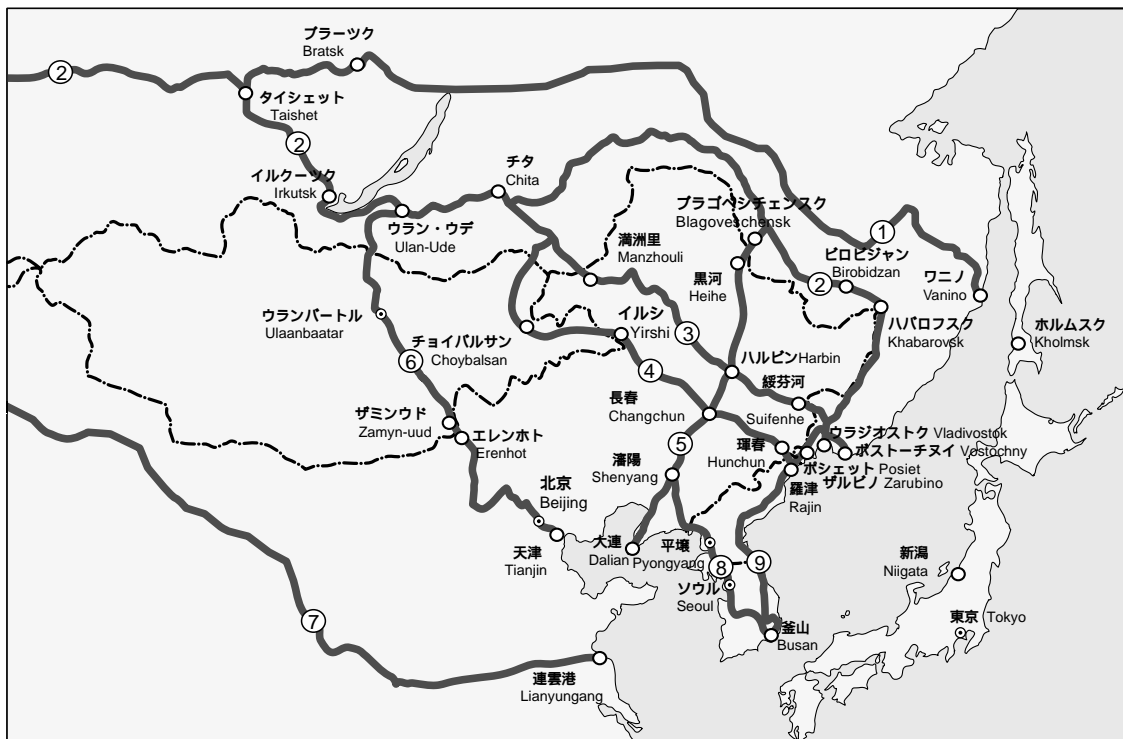 ブラーツク
Bratsk
②
タイシェット
Taishet
②
イルクーツク
Irkutsk
チタ
Chita
ウラン・ウデ
Ulan-Ude
満洲里
Manzhouli
ブラゴベシチェンスク
Blagoveschensk
①
黒河
Heihe
ビロビジャン
Birobidzan
②
ワニノ
Vanino
ハバロフスク
Khabarovsk
ホルムスク
Kholmsk
ウランバートル
Ulaanbaatar
チョイバルサン
Choybalsan
イルシ
Yirshi
③
⑥
④
ハルビン Harbin
綏芬河
Suifenhe
長春
Changchun
ザミンウド
Zamyn-uud
エレンホト
Erenhot
⑤
琿春
Hunchun
ウラジオストク Vladivostok
ボストーチヌイ Vostochny
ポシェット Posiet
ザルビノ Zarubino
瀋陽
Shenyang
羅津
Rajin
北京
Beijing
天津
Tianjin
大連
Dalian
平壌
Pyongyang
⑧
⑨
ソウル
Seoul
新潟
Niigata
東京 Tokyo
⑦
釜山
Busan
連雲港
Lianyungang